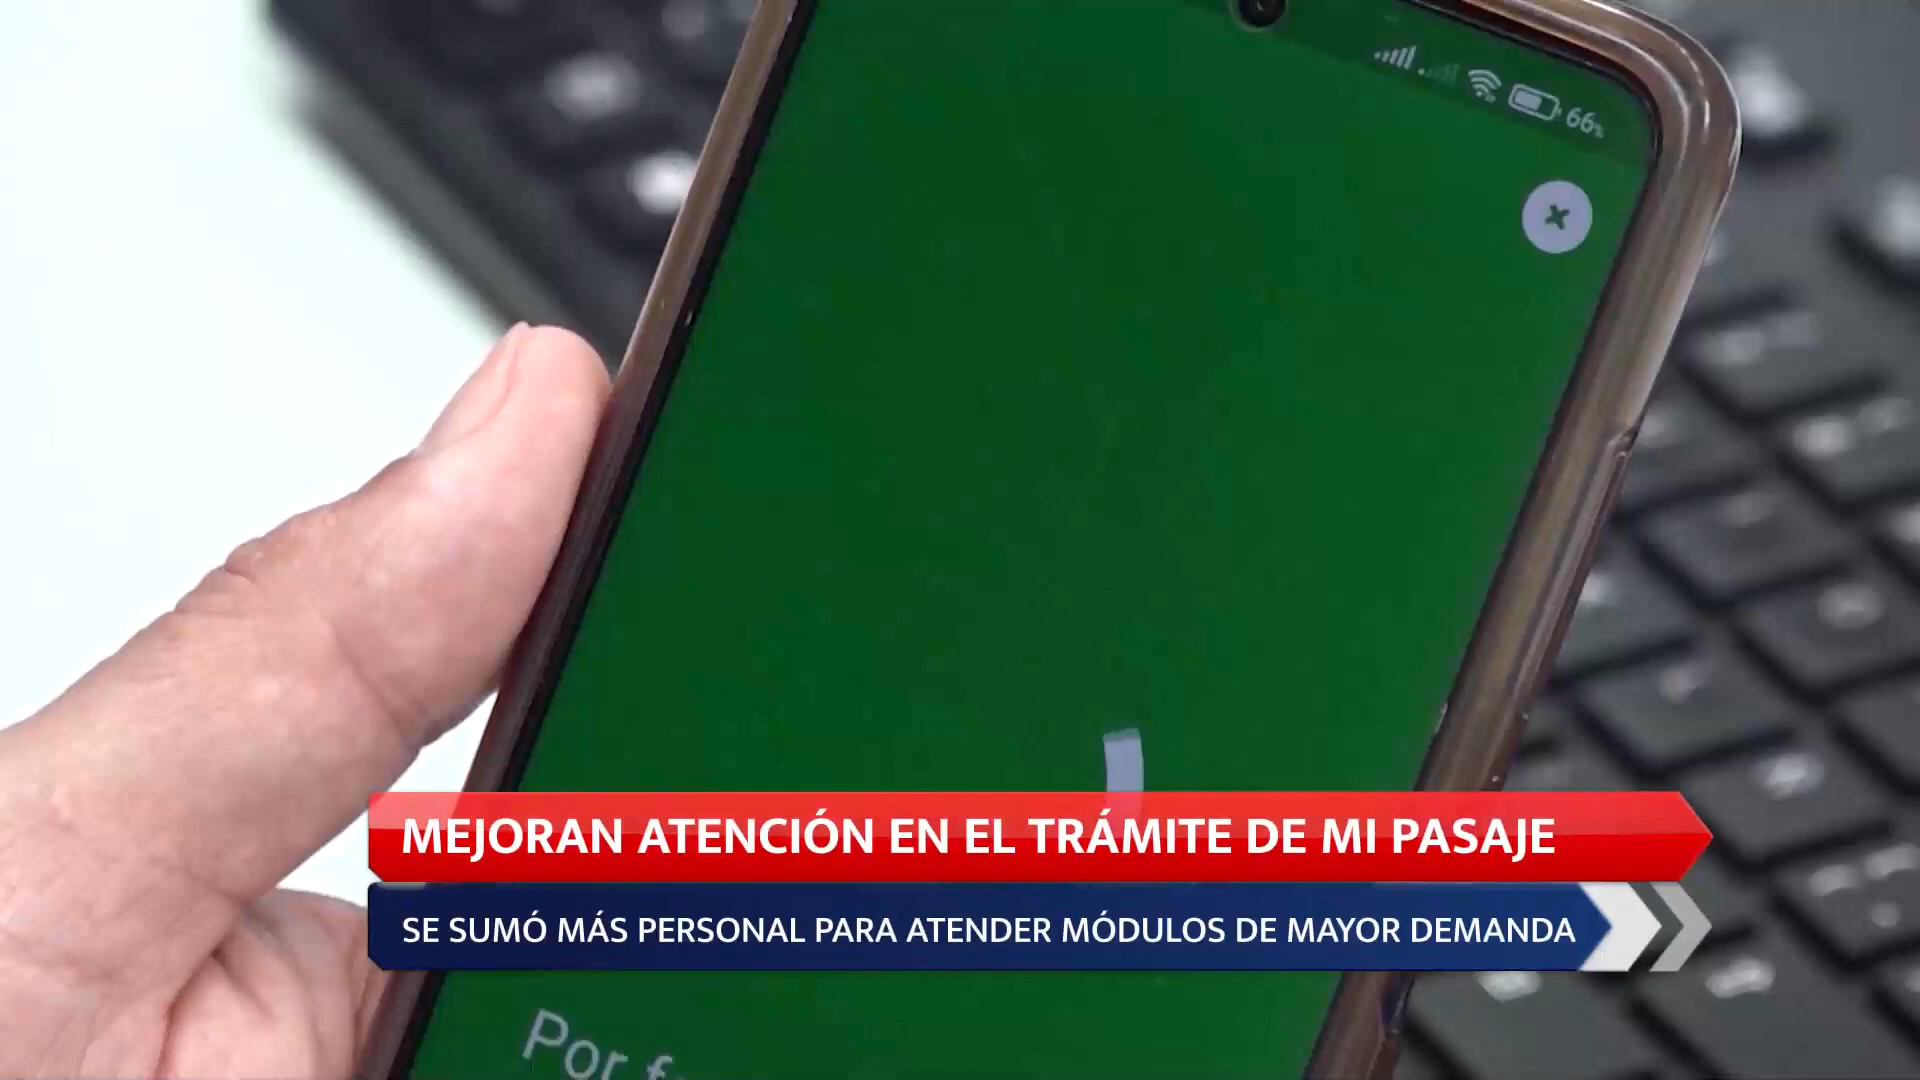 66%
MEJORAN ATENCIÓN EN EL TRÁMITE DE MI PASAJE
SE SUMÓ MÁS PERSONAL PARA ATENDER MÓDULOS DE MAYOR DEMANDA
Por